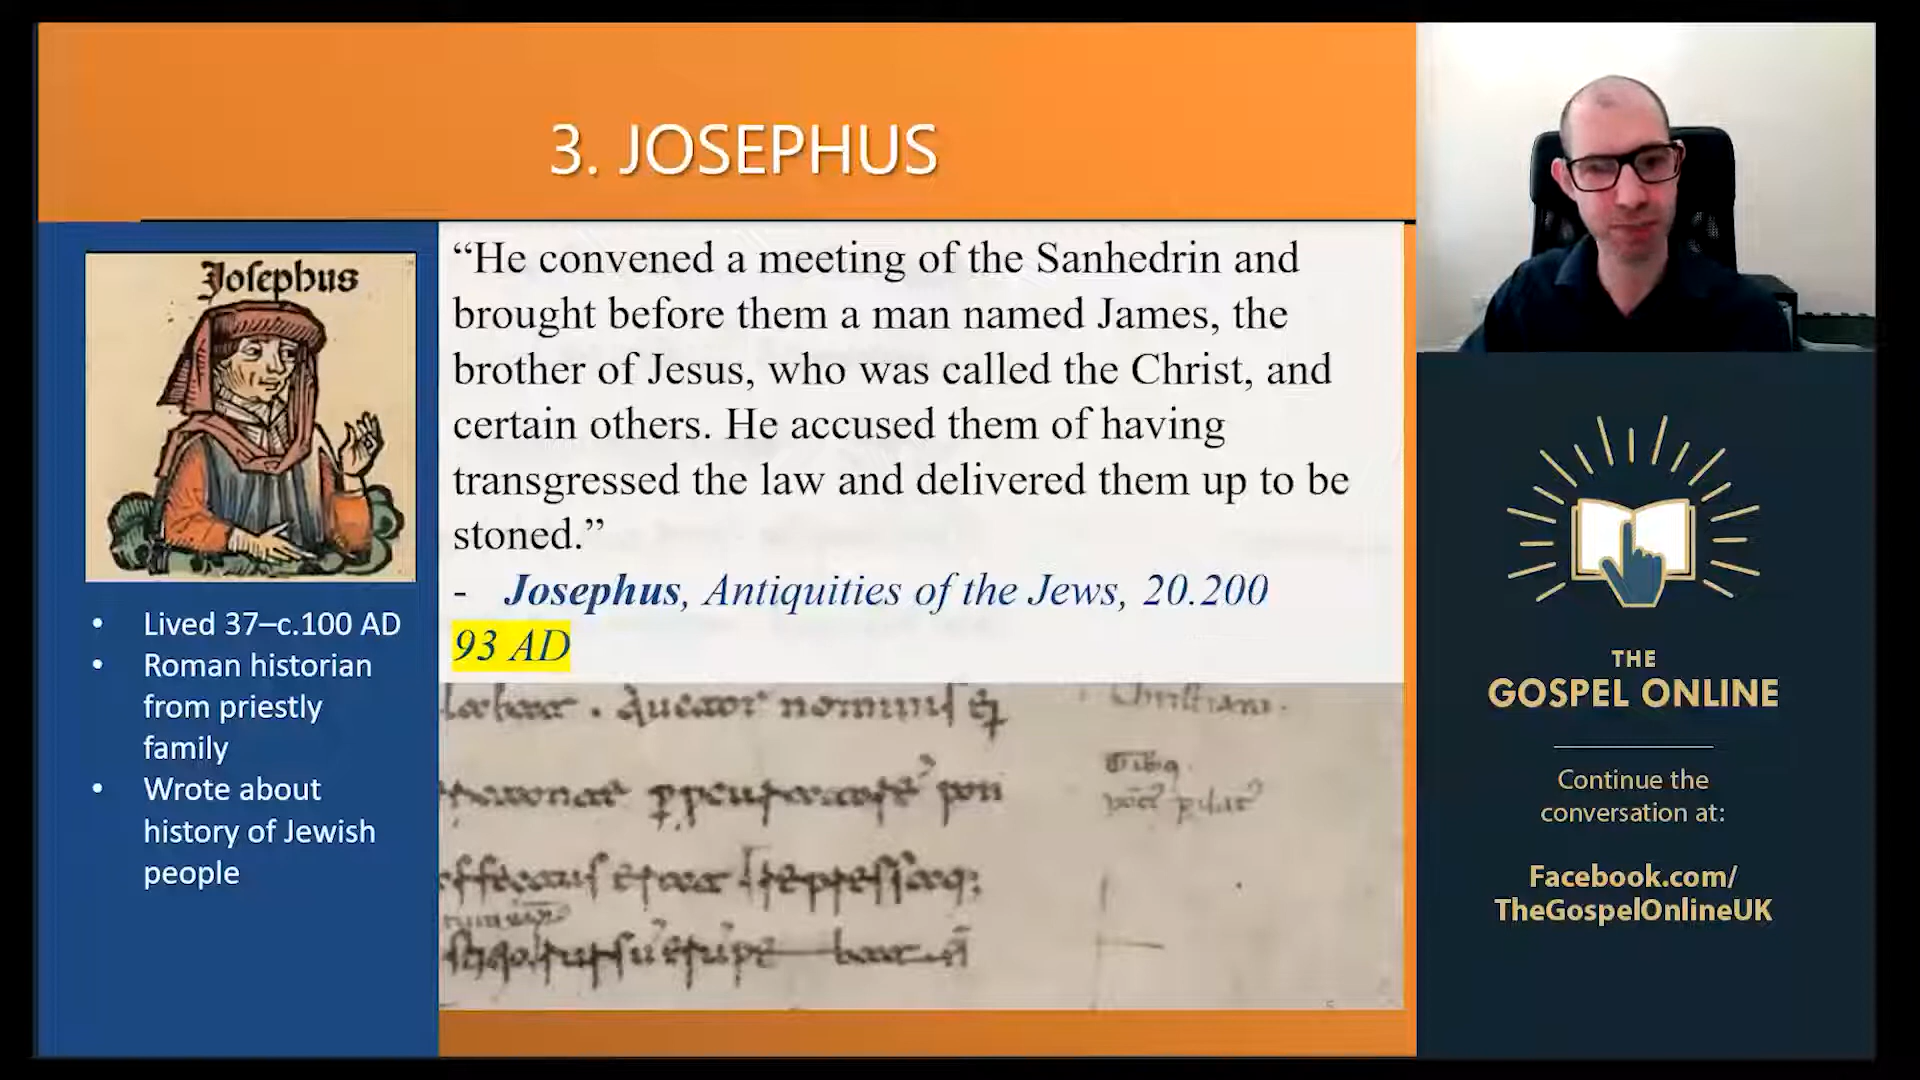 3. JOSEPHUS
Josephus
“He convened a meeting of the Sanhedrin and
brought before them a man named James, the
brother of Jesus, who was called the Christ, and
certain others. He accused them of having
transgressed the law and delivered them up to be
stoned.”
- Josephus, Antiquities of the Jews, 20.200
93 AD
• Lived 37–c.100 AD
• Roman historian
from priestly
family
• Wrote about
history of Jewish
people
THE
GOSPEL ONLINE
Continue the
conversation at:
Facebook.com/
TheGospelOnlineUK